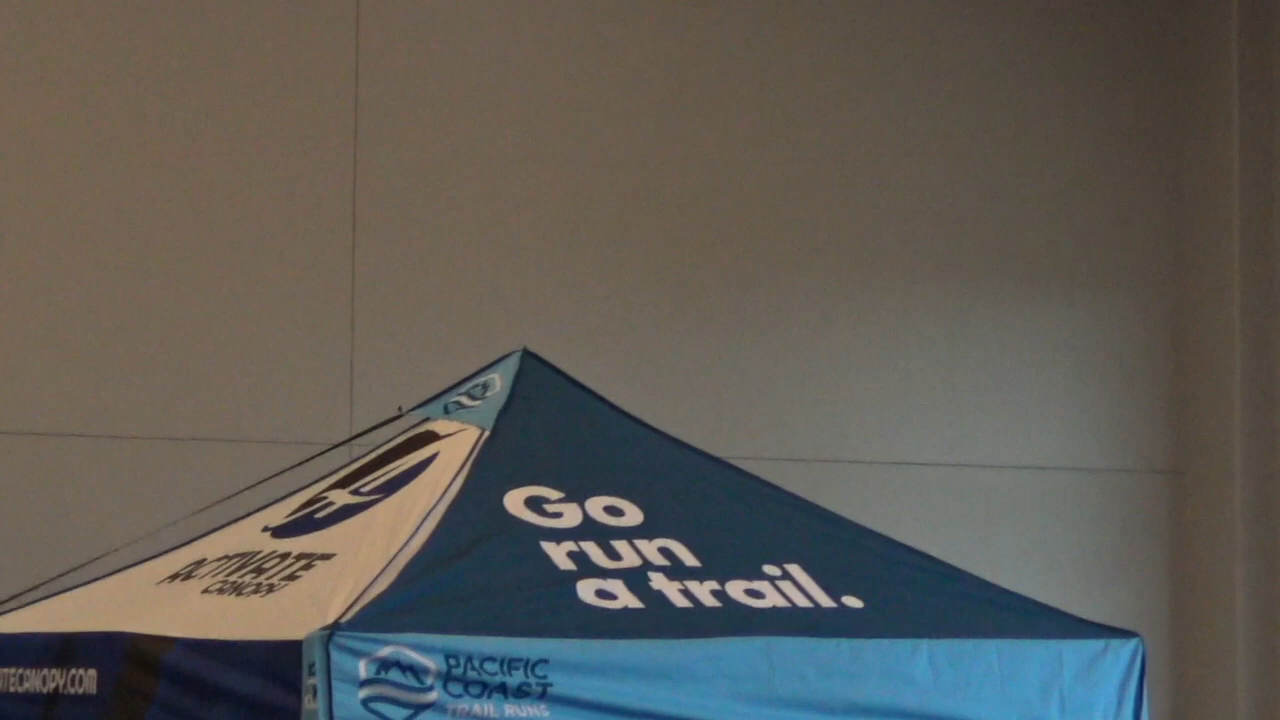 Go
run
a trail.
ACTIVATE
CANOPY
TECANOPY.COM
PACIFIC
COAST
TRAIL RUNS